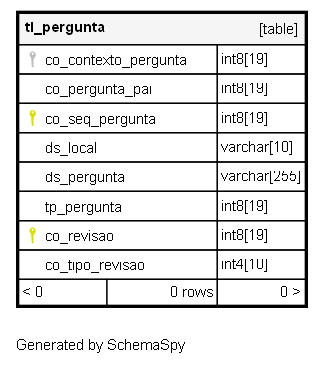 tl_pergunta [table]
co_contexto_pergunta int8[19]
co_pergunta_pai int8[19]
co_seq_pergunta int8[19]
ds_local varchar[10]
ds_pergunta varchar[255]
tp_pergunta int8[19]
co_revisao int8[19]
co_tipo_revisao int4[10]
< 0 0 rows 0 >
Generated by SchemaSpy